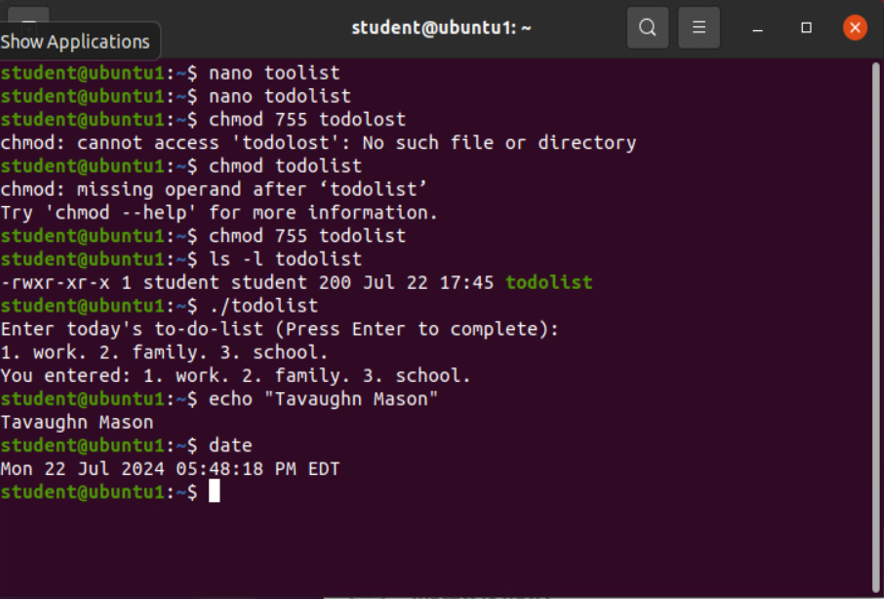 student@ubuntu1: ~
Show Applications
student@ubuntu1:~$ nano toolist
student@ubuntu1:~$ nano todolist
student@ubuntu1:~$ chmod 755 todolost
chmod: cannot access 'todolost': No such file or directory
student@ubuntu1:~$ chmod todolist
chmod: missing operand after ‘todolist’
Try 'chmod --help' for more information.
student@ubuntu1:~$ chmod 755 todolist
student@ubuntu1:~$ ls -l todolist
-rwxr-xr-x 1 student student 200 Jul 22 17:45 todolist
student@ubuntu1:~$ ./todolist
Enter today's to-do-list (Press Enter to complete):
1. work. 2. family. 3. school.
You entered: 1. work. 2. family. 3. school.
student@ubuntu1:~$ echo "Tavaughn Mason"
Tavaughn Mason
student@ubuntu1:~$ date
Mon 22 Jul 2024 05:48:18 PM EDT
student@ubuntu1:~$